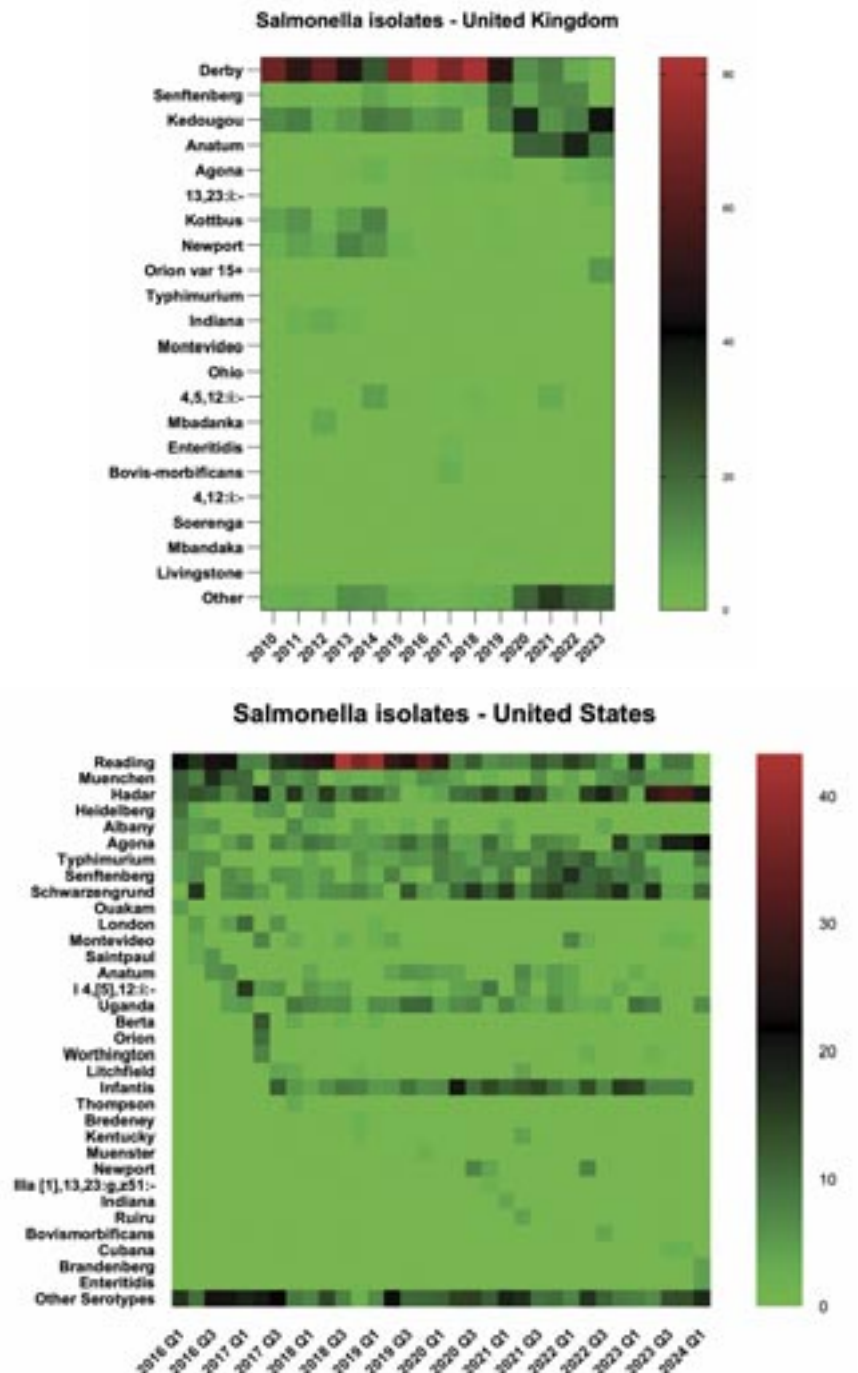 Salmonella isolates - United Kingdom
Derby
Senftenberg
Kedougou
Anatum
Agona
13,23:i:-
Kottbus
Newport
Orion var 15+
Typhimurium
Indiana
Montevideo
Ohio
4,5,12:i:-
Mbadanka
Enteritidis
Bovis-morbificans
4,12:i:-
Soerenga
Mbandaka
Livingstone
Other
80
60
40
20
0
2010 2011 2012 2013 2014 2015 2016 2017 2018 2019 2020 2021 2022 2023
Salmonella isolates - United States
Reading
Muenchen
Hadar
Heidelberg
Albany
Agona
Typhimurium
Senftenberg
Schwarzengrund
Ouakam
London
Montevideo
Saintpaul
Anatum
I 4,[5],12:i:-
Uganda
Berta
Orion
Worthington
Litchfield
Infantis
Thompson
Bredeney
Kentucky
Muenster
Newport
IIIa [1],13,23:g,z51:-
Indiana
Ruiru
Bovismorbificans
Cubana
Brandenberg
Enteritidis
Other Serotypes
40
30
20
10
0
2016 Q1 2016 Q3 2017 Q1 2017 Q3 2018 Q1 2018 Q3 2019 Q1 2019 Q3 2020 Q1 2020 Q3 2021 Q1 2021 Q3 2022 Q1 2022 Q3 2023 Q1 2023 Q3 2024 Q1